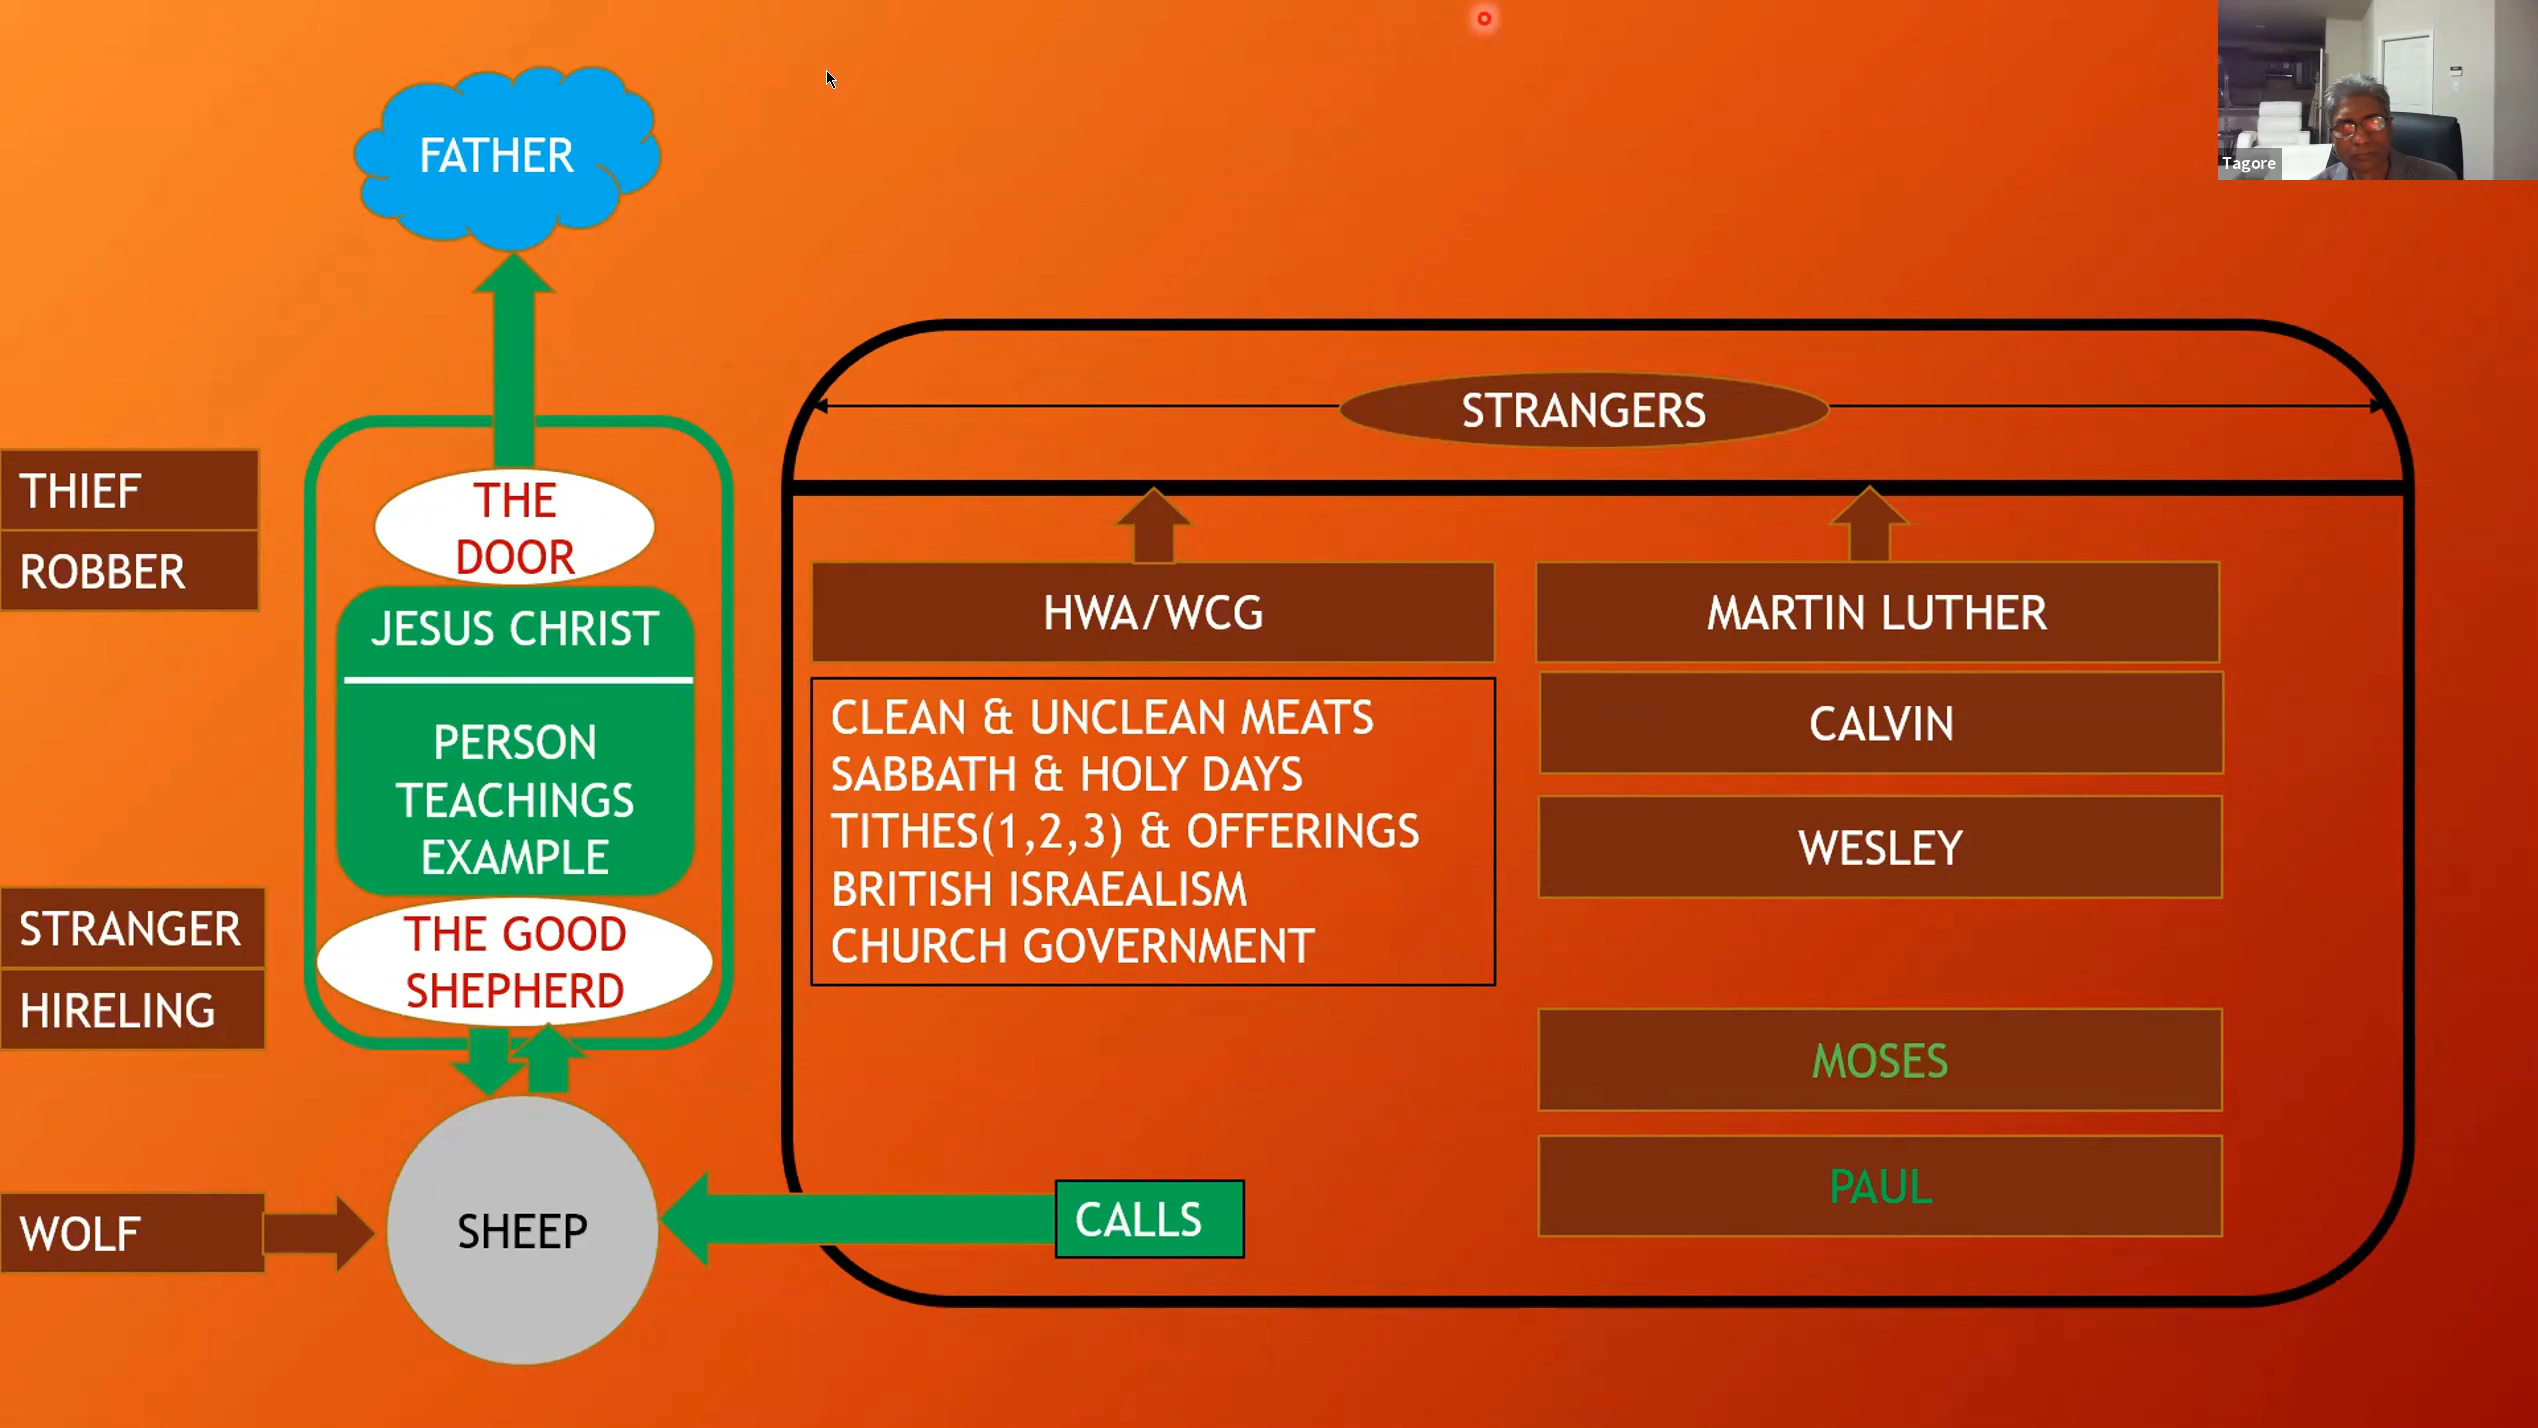 FATHER
Tagore
THIEF
ROBBER
STRANGER
HIRELING
WOLF
THE
DOOR
JESUS CHRIST
PERSON
TEACHINGS
EXAMPLE
THE GOOD
SHEPHERD
SHEEP
STRANGERS
HWA/WCG
CLEAN & UNCLEAN MEATS
SABBATH & HOLY DAYS
TITHES(1,2,3) & OFFERINGS
BRITISH ISRAEALISM
CHURCH GOVERNMENT
CALLS
MARTIN LUTHER
CALVIN
WESLEY
MOSES
PAUL